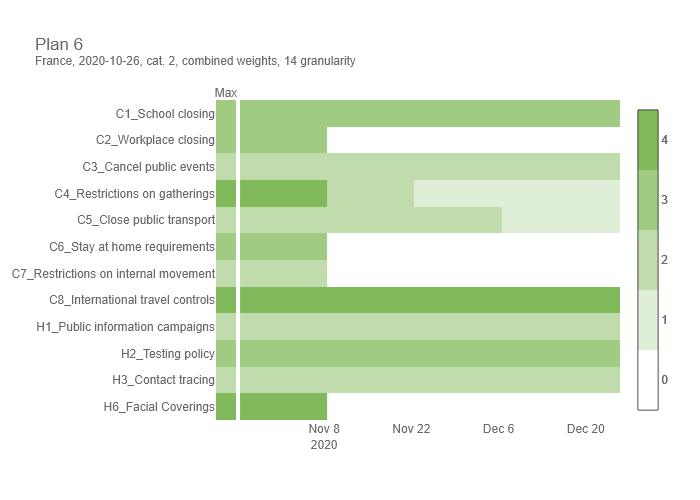 Plan 6
France, 2020-10-26, cat. 2, combined weights, 14 granularity
Max
C1_School closing
C2_Workplace closing
C3_Cancel public events
C4_Restrictions on gatherings
C5_Close public transport
C6_Stay at home requirements
C7_Restrictions on internal movement
C8_International travel controls
H1_Public information campaigns
H2_Testing policy
H3_Contact tracing
H6_Facial Coverings
Nov 8 Nov 22 Dec 6 Dec 20
2020
4
3
2
1
0